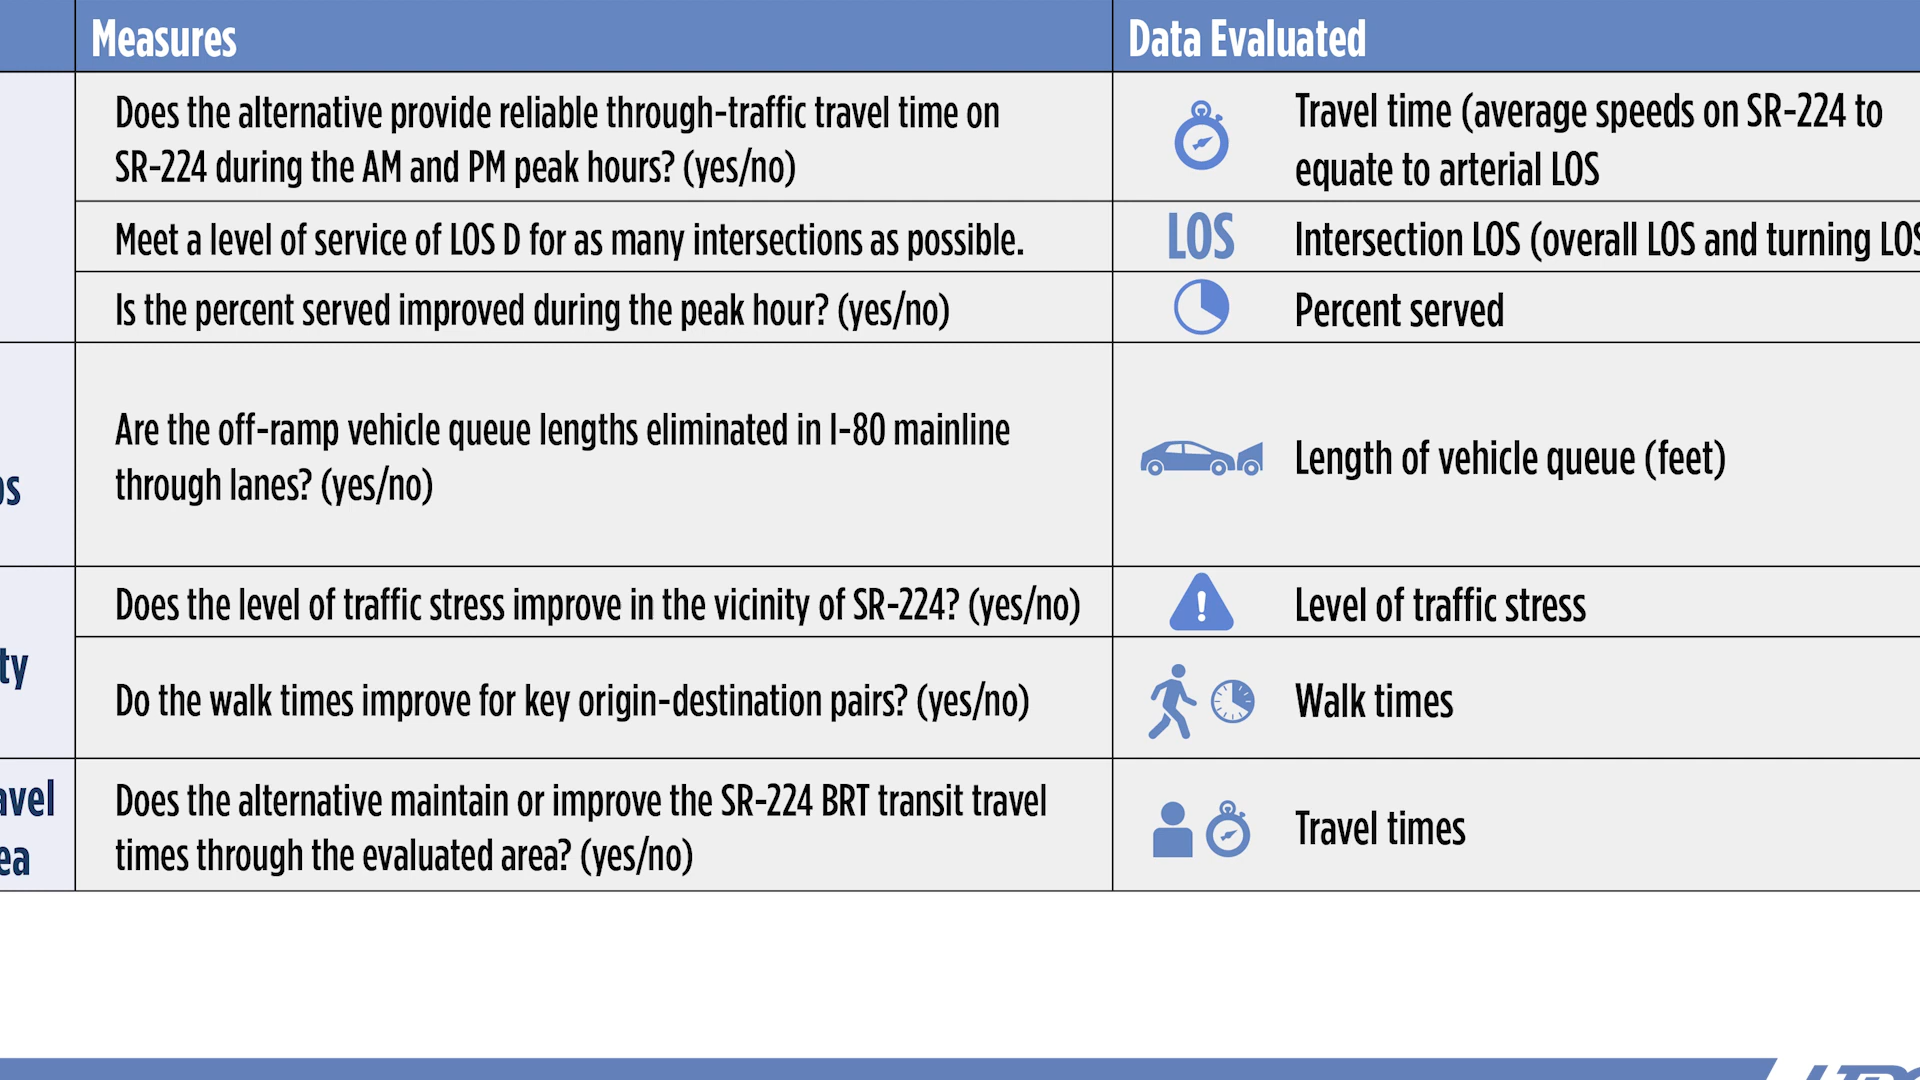 Measures
Data Evaluated
Does the alternative provide reliable through-traffic travel time on
SR-224 during the AM and PM peak hours? (yes/no)
Travel time (average speeds on SR-224 to
equate to arterial LOS
Meet a level of service of LOS D for as many intersections as possible.
LOS
Intersection LOS (overall LOS and turning LOS
Is the percent served improved during the peak hour? (yes/no)
Percent served
Are the off-ramp vehicle queue lengths eliminated in I-80 mainline
through lanes? (yes/no)
Length of vehicle queue (feet)
Does the level of traffic stress improve in the vicinity of SR-224? (yes/no)
Level of traffic stress
Do the walk times improve for key origin-destination pairs? (yes/no)
Walk times
Does the alternative maintain or improve the SR-224 BRT transit travel
times through the evaluated area? (yes/no)
Travel times